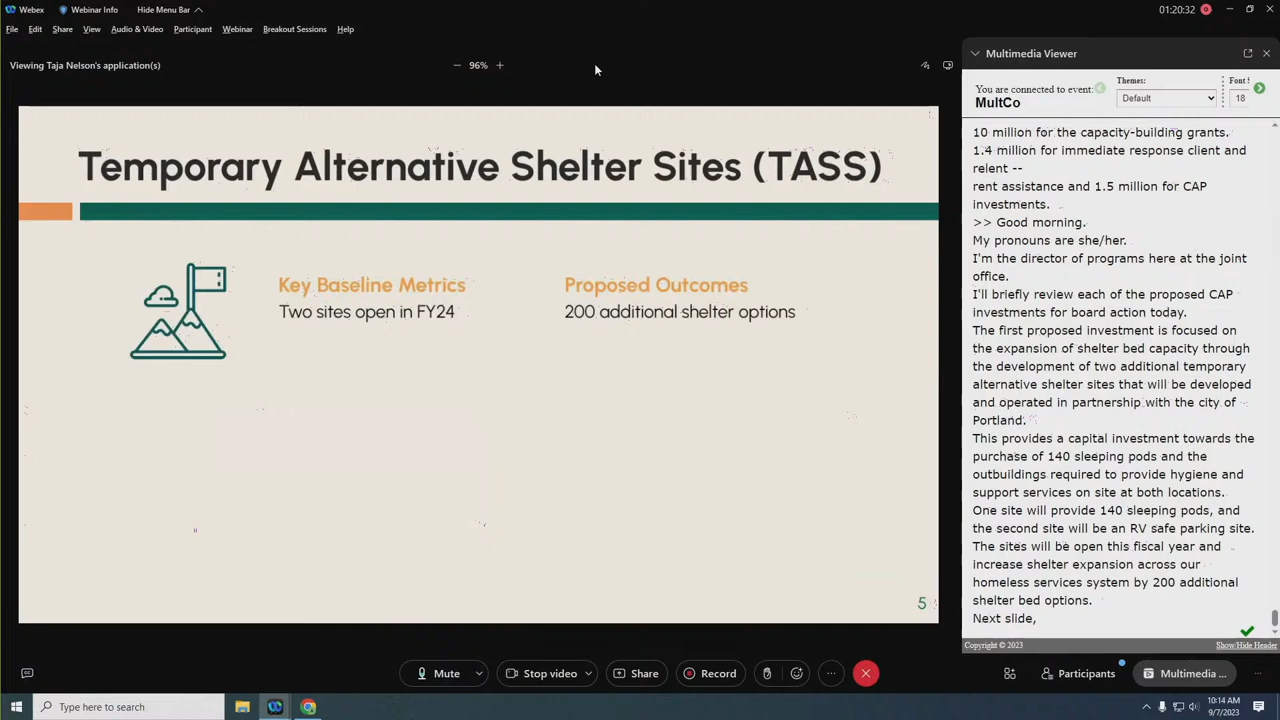 Webex
Webinar Info
Hide Menu Bar
01:20:32
File Edit Share View Audio & Video Participant Webinar Breakout Sessions Help
Viewing Taja Nelson's application(s)
96%
Temporary Alternative Shelter Sites (TASS)
Key Baseline Metrics
Two sites open in FY24
Proposed Outcomes
200 additional shelter options
5
Multimedia Viewer
You are connected to event:
MultCo
Themes:
Default
Font S
18
10 million for the capacity-building grants.
1.4 million for immediate response client and
relent --
rent assistance and 1.5 million for CAP
investments.
>> Good morning.
My pronouns are she/her.
I'm the director of programs here at the joint
office.
I'll briefly review each of the proposed CAP
investments for board action today.
The first proposed investment is focused on
the expansion of shelter bed capacity through
the development of two additional temporary
alternative shelter sites that will be developed
and operated in partnership with the city of
Portland.
This provides a capital investment towards the
purchase of 140 sleeping pods and the
outbuildings required to provide hygiene and
support services on site at both locations.
One site will provide 140 sleeping pods, and
the second site will be an RV safe parking site.
The sites will be open this fiscal year and
increase shelter expansion across our
homeless services system by 200 additional
shelter bed options.
Next slide,
Copyright © 2023
Show/Hide Header
Mute
Stop video
Share
Record
Participants
Multimedia ...
Type here to search
10:14 AM
9/7/2023